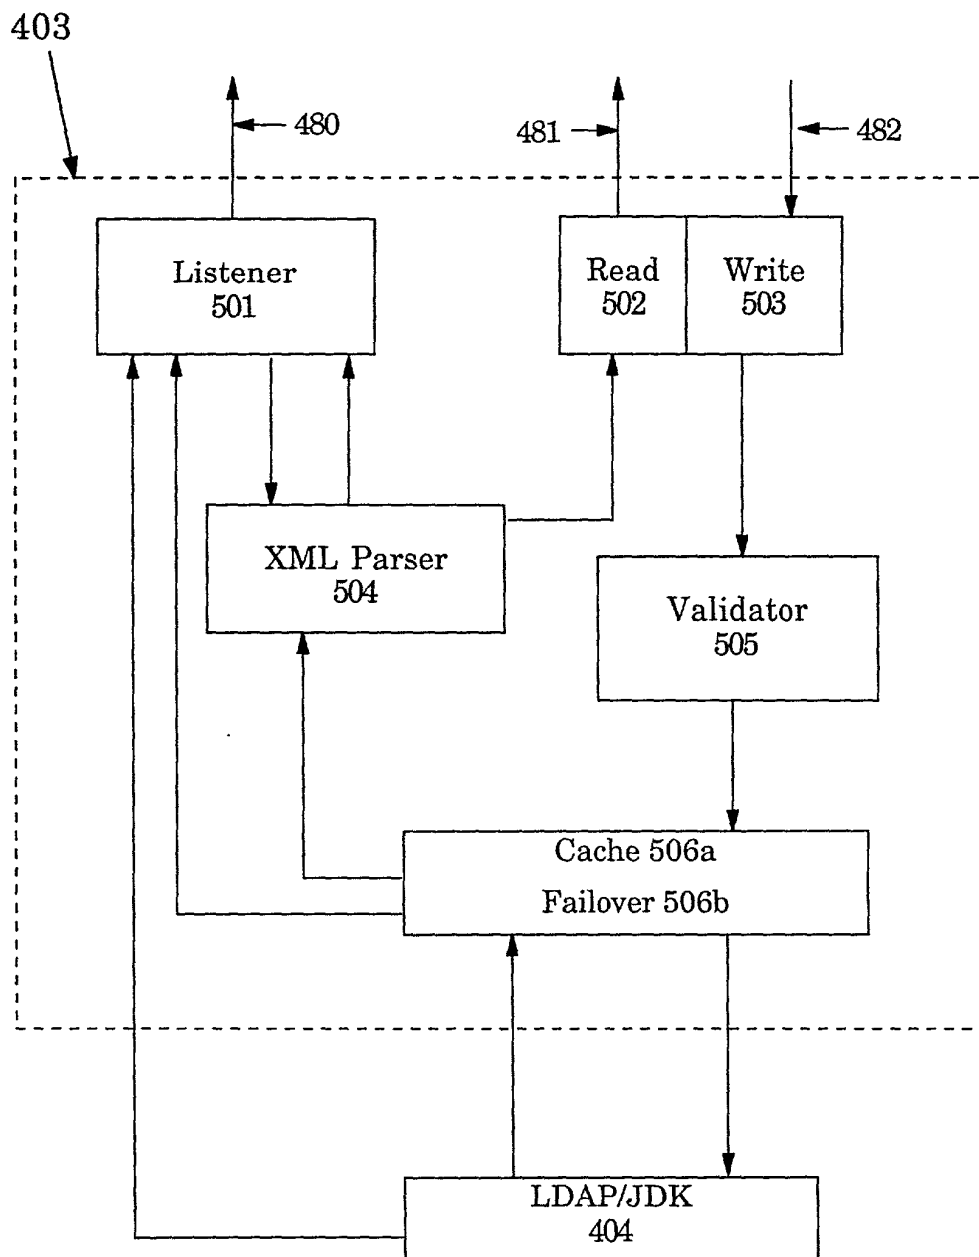 403
480
481
482
Listener
501
Read
502
Write
503
XML Parser
504
Validator
505
Cache 506a
Failover 506b
LDAP/JDK
404